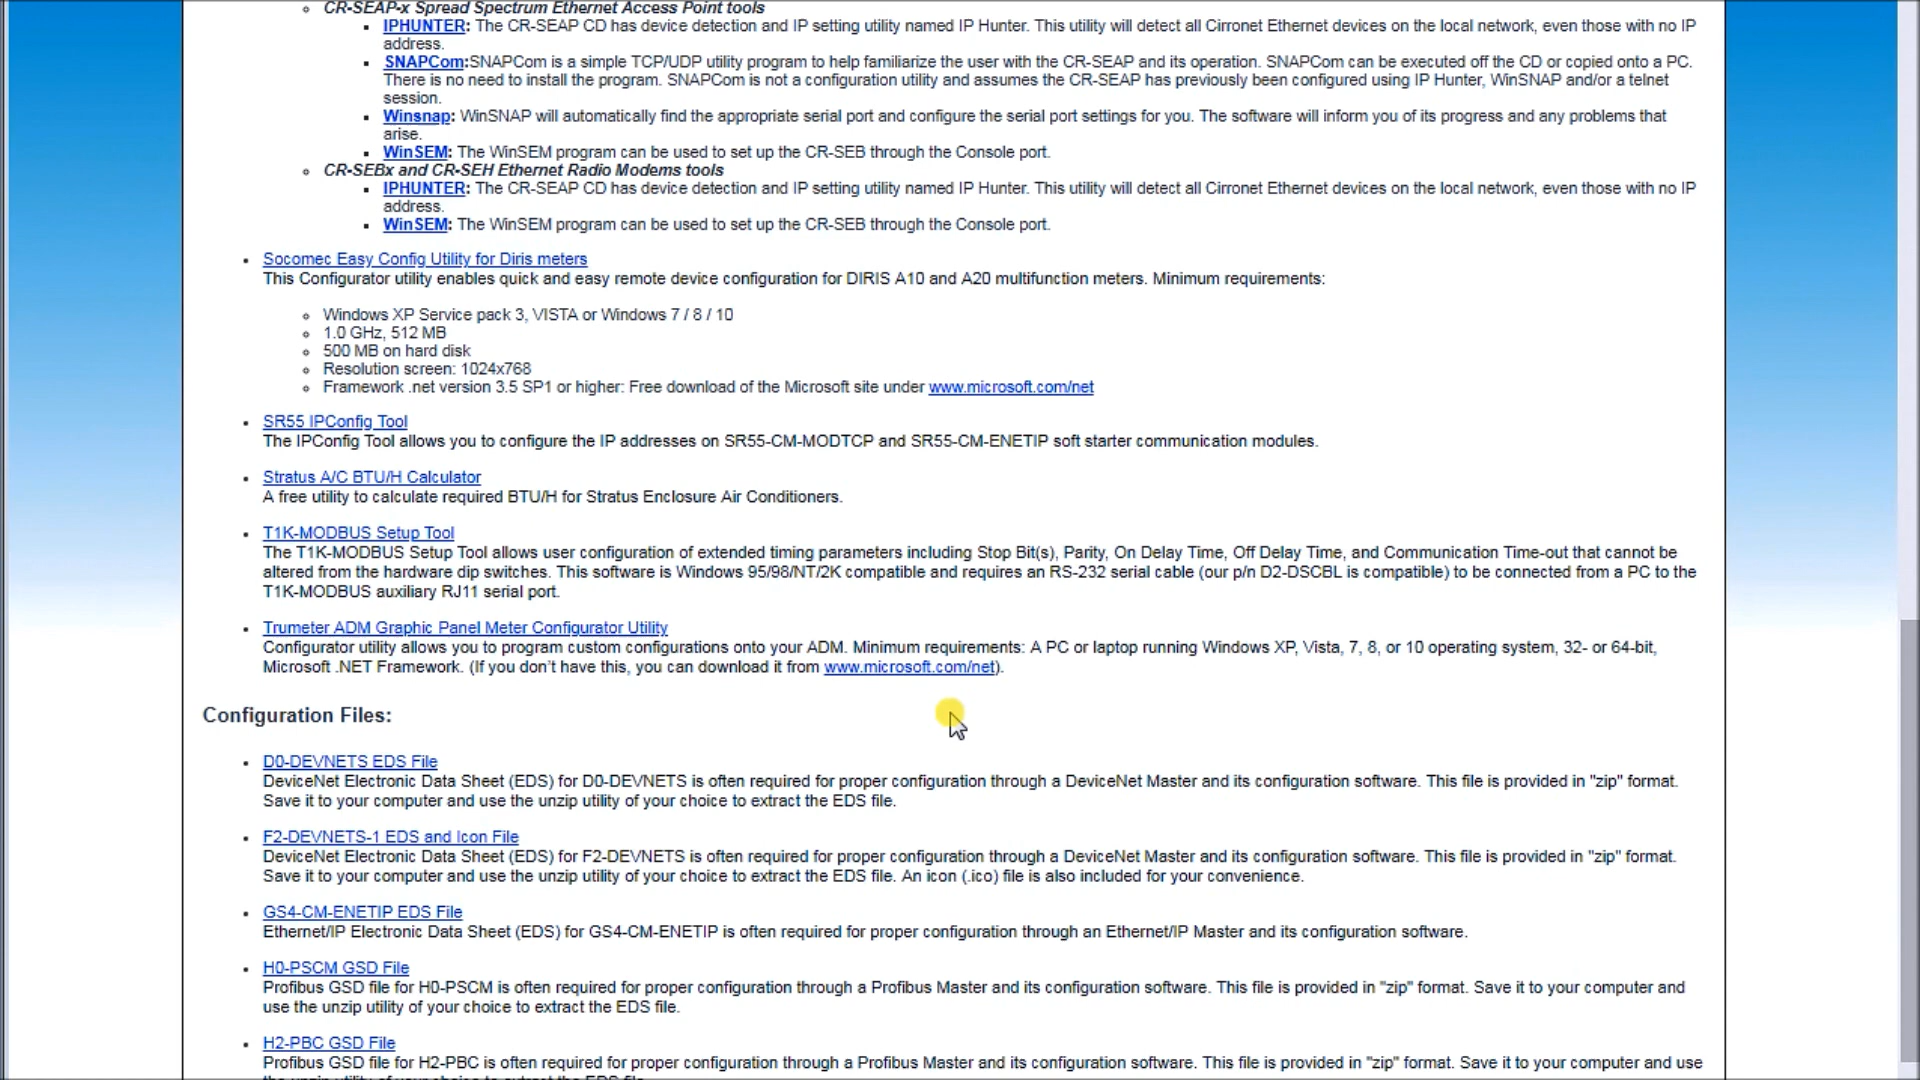 CR-SEAP-x Spread Spectrum Ethernet Access Point tools
IPHUNTER: The CR-SEAP CD has device detection and IP setting utility named IP Hunter. This utility will detect all Cirronet Ethernet devices on the local network, even those with no IP
address.
SNAPCom:SNAPCom is a simple TCP/UDP utility program to help familiarize the user with the CR-SEAP and its operation. SNAPCom can be executed off the CD or copied onto a PC.
There is no need to install the program. SNAPCom is not a configuration utility and assumes the CR-SEAP has previously been configured using IP Hunter, WinSNAP and/or a telnet
session.
Winsnap: WinSNAP will automatically find the appropriate serial port and configure the serial port settings for you. The software will inform you of its progress and any problems that
arise.
WinSEM: The WinSEM program can be used to set up the CR-SEB through the Console port.
CR-SEBx and CR-SEH Ethernet Radio Modems tools
IPHUNTER: The CR-SEAP CD has device detection and IP setting utility named IP Hunter. This utility will detect all Cirronet Ethernet devices on the local network, even those with no IP
address.
WinSEM: The WinSEM program can be used to set up the CR-SEB through the Console port.
Socomec Easy Config Utility for Diris meters
This Configurator utility enables quick and easy remote device configuration for DIRIS A10 and A20 multifunction meters. Minimum requirements:
Windows XP Service pack 3, VISTA or Windows 7 / 8 / 10
1.0 GHz, 512 MB
500 MB on hard disk
Resolution screen: 1024x768
Framework .net version 3.5 SP1 or higher: Free download of the Microsoft site under www.microsoft.com/net
SR55 IPConfig Tool
The IPConfig Tool allows you to configure the IP addresses on SR55-CM-MODTCP and SR55-CM-ENETIP soft starter communication modules.
Stratus A/C BTU/H Calculator
A free utility to calculate required BTU/H for Stratus Enclosure Air Conditioners.
T1K-MODBUS Setup Tool
The T1K-MODBUS Setup Tool allows user configuration of extended timing parameters including Stop Bit(s), Parity, On Delay Time, Off Delay Time, and Communication Time-out that cannot be
altered from the hardware dip switches. This software is Windows 95/98/NT/2K compatible and requires an RS-232 serial cable (our p/n D2-DSCBL is compatible) to be connected from a PC to the
T1K-MODBUS auxiliary RJ11 serial port.
Trumeter ADM Graphic Panel Meter Configurator Utility
Configurator utility allows you to program custom configurations onto your ADM. Minimum requirements: A PC or laptop running Windows XP, Vista, 7, 8, or 10 operating system, 32- or 64-bit,
Microsoft .NET Framework. (If you don't have this, you can download it from www.microsoft.com/net).
Configuration Files:
D0-DEVNETS EDS File
DeviceNet Electronic Data Sheet (EDS) for D0-DEVNETS is often required for proper configuration through a DeviceNet Master and its configuration software. This file is provided in "zip" format.
Save it to your computer and use the unzip utility of your choice to extract the EDS file.
F2-DEVNETS-1 EDS and Icon File
DeviceNet Electronic Data Sheet (EDS) for F2-DEVNETS is often required for proper configuration through a DeviceNet Master and its configuration software. This file is provided in "zip" format.
Save it to your computer and use the unzip utility of your choice to extract the EDS file. An icon (.ico) file is also included for your convenience.
GS4-CM-ENETIP EDS File
Ethernet/IP Electronic Data Sheet (EDS) for GS4-CM-ENETIP is often required for proper configuration through an Ethernet/IP Master and its configuration software.
H0-PSCM GSD File
Profibus GSD file for H0-PSCM is often required for proper configuration through a Profibus Master and its configuration software. This file is provided in "zip" format. Save it to your computer and
use the unzip utility of your choice to extract the EDS file.
H2-PBC GSD File
Profibus GSD file for H2-PBC is often required for proper configuration through a Profibus Master and its configuration software. This file is provided in "zip" format. Save it to your computer and use
the unzip utility of your choice to extract the EDS file.